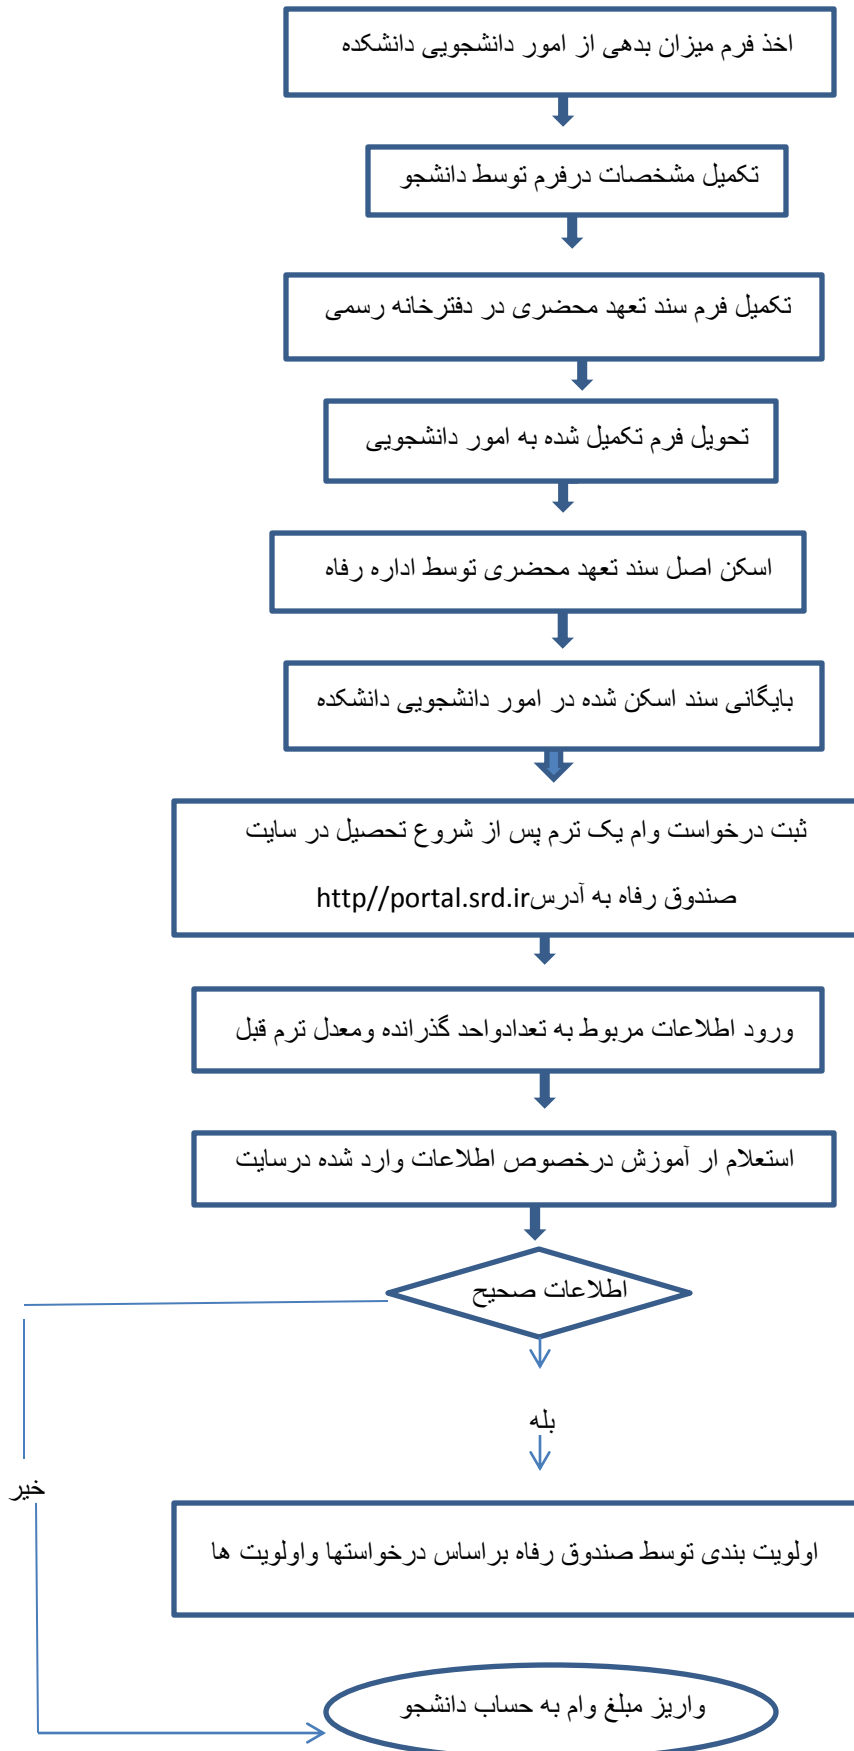 اخذ فرم میزان بدهی از امور دانشجویی دانشکده
تکمیل مشخصات درفرم توسط دانشجو
تکمیل فرم سند تعهد محضری در دفترخانه رسمی
تحویل فرم تکمیل شده به امور دانشجویی
اسکن اصل سند تعهد محضری توسط اداره رفاه
بایگانی سند اسکن شده در امور دانشجویی دانشکده
ثبت درخواست وام یک ترم پس از شروع تحصیل در سایت
صندوق رفاه به آدرسhttp//portal.srd.ir
ورود اطلاعات مربوط به تعدادواحد گذرانده ومعدل ترم قبل
استعلام ار آموزش درخصوص اطلاعات وارد شده درسایت
اطلاعات صحیح
بله
خیر
اولویت بندی توسط صندوق رفاه براساس درخواستها واولویت ها
واریز مبلغ وام به حساب دانشجو